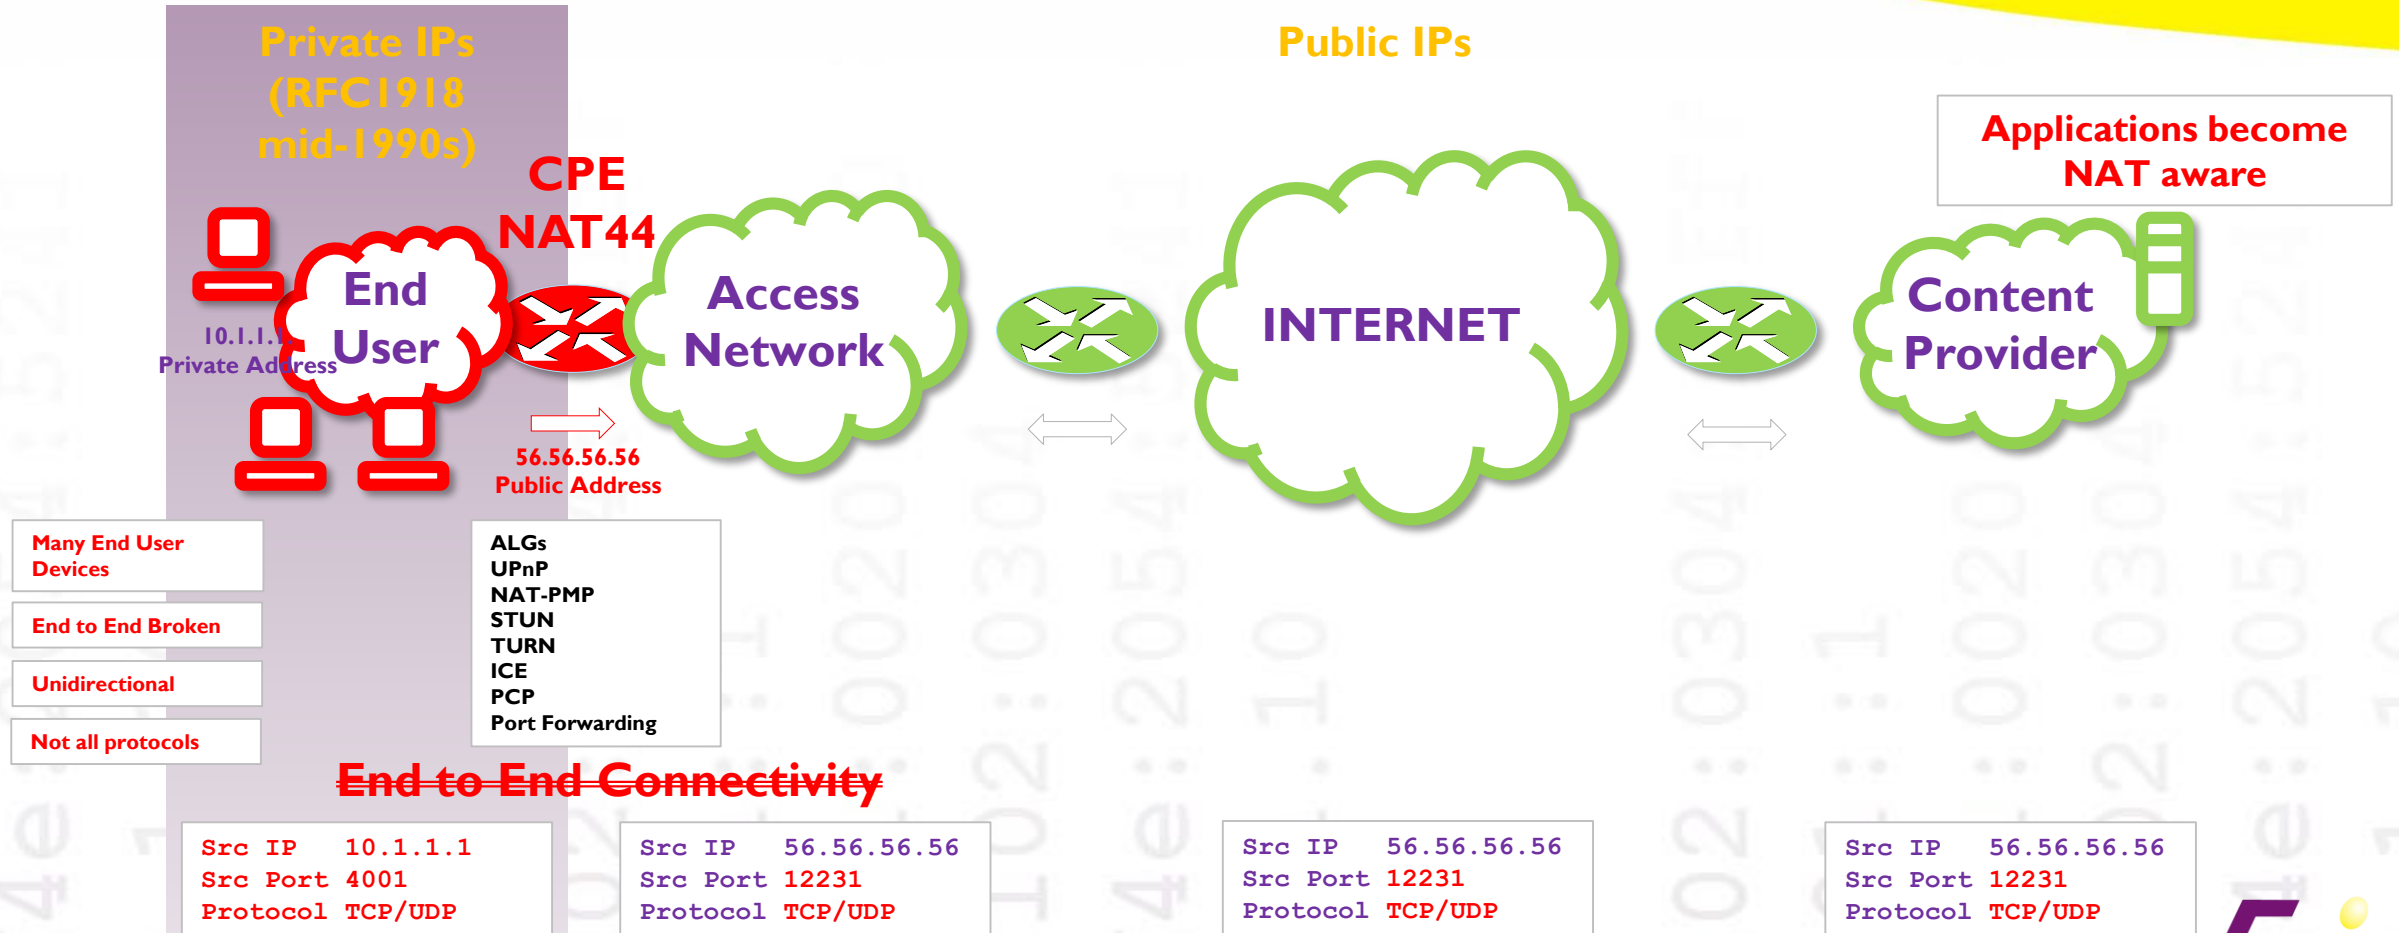 Private IPs
(RFC1918
mid-1990s)
Public IPs
Applications become
NAT aware
CPE
NAT44
End
User
Access
Network
INTERNET
Content
Provider
10.1.1.1
Private Address
56.56.56.56
Public Address
Many End User
Devices
End to End Broken
Unidirectional
Not all protocols
ALGs
UPnP
NAT-PMP
STUN
TURN
ICE
PCP
Port Forwarding
End to End Connectivity
Src IP 10.1.1.1
Src Port 4001
Protocol TCP/UDP
Src IP 56.56.56.56
Src Port 12231
Protocol TCP/UDP
Src IP 56.56.56.56
Src Port 12231
Protocol TCP/UDP
Src IP 56.56.56.56
Src Port 12231
Protocol TCP/UDP